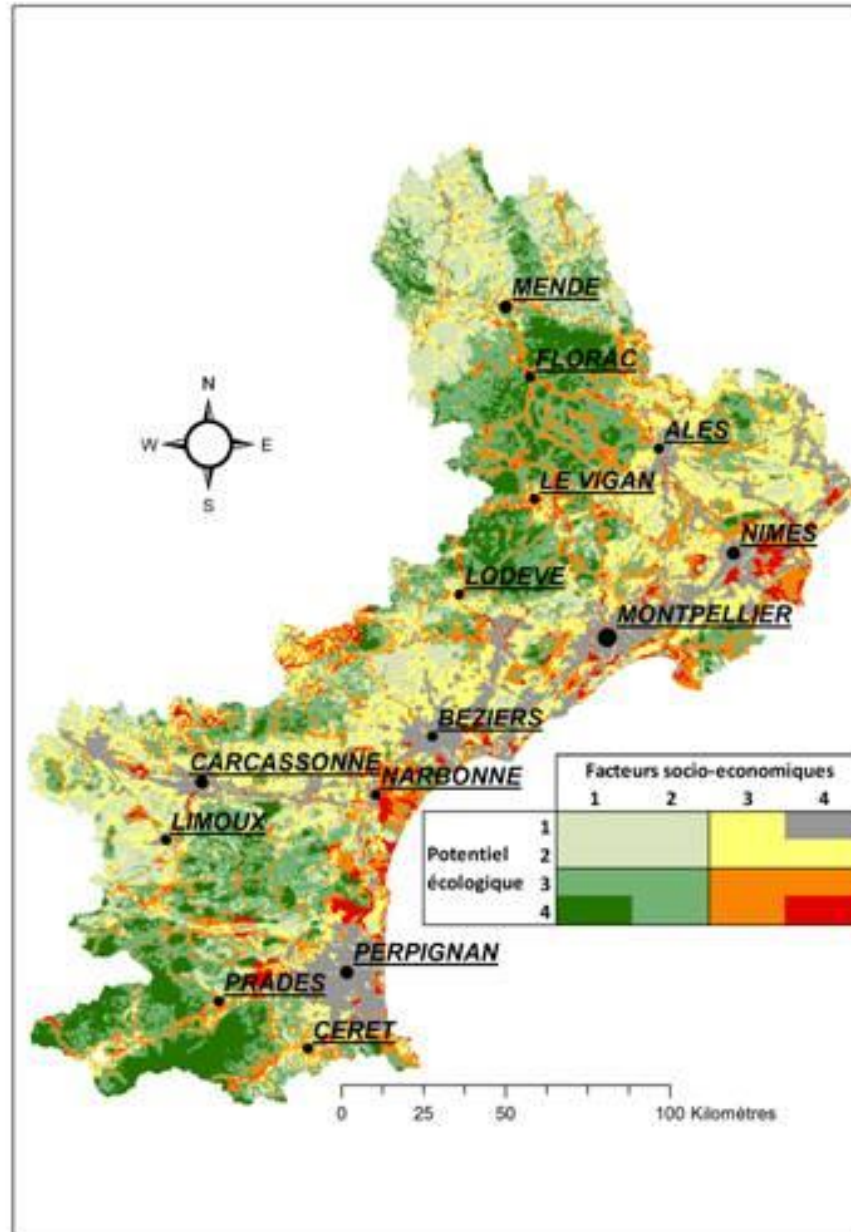 MENDE
FLORAC
N
W E
S
ALES
LE VIGAN
NIMES
LODEVE
MONTPELLIER
BEZIERS
CARCASSONNE
NARBONNE
LIMOUX
Facteurs socio-economiques
1 2 3 4
1
Potentiel 2
écologique 3
4
PERPIGNAN
PRADES
CERET
0 25 50 100 Kilomètres